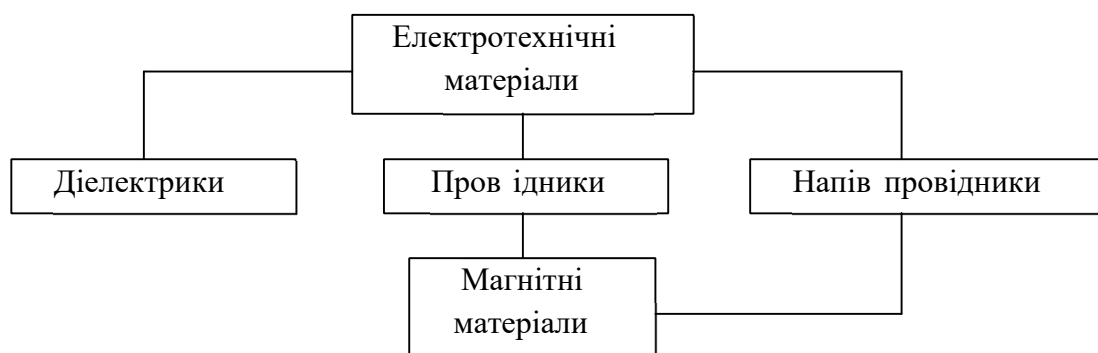 Електротехнічні
матеріали
Діелектрики
Пров ідники
Напів провідники
Магнітні
матеріали